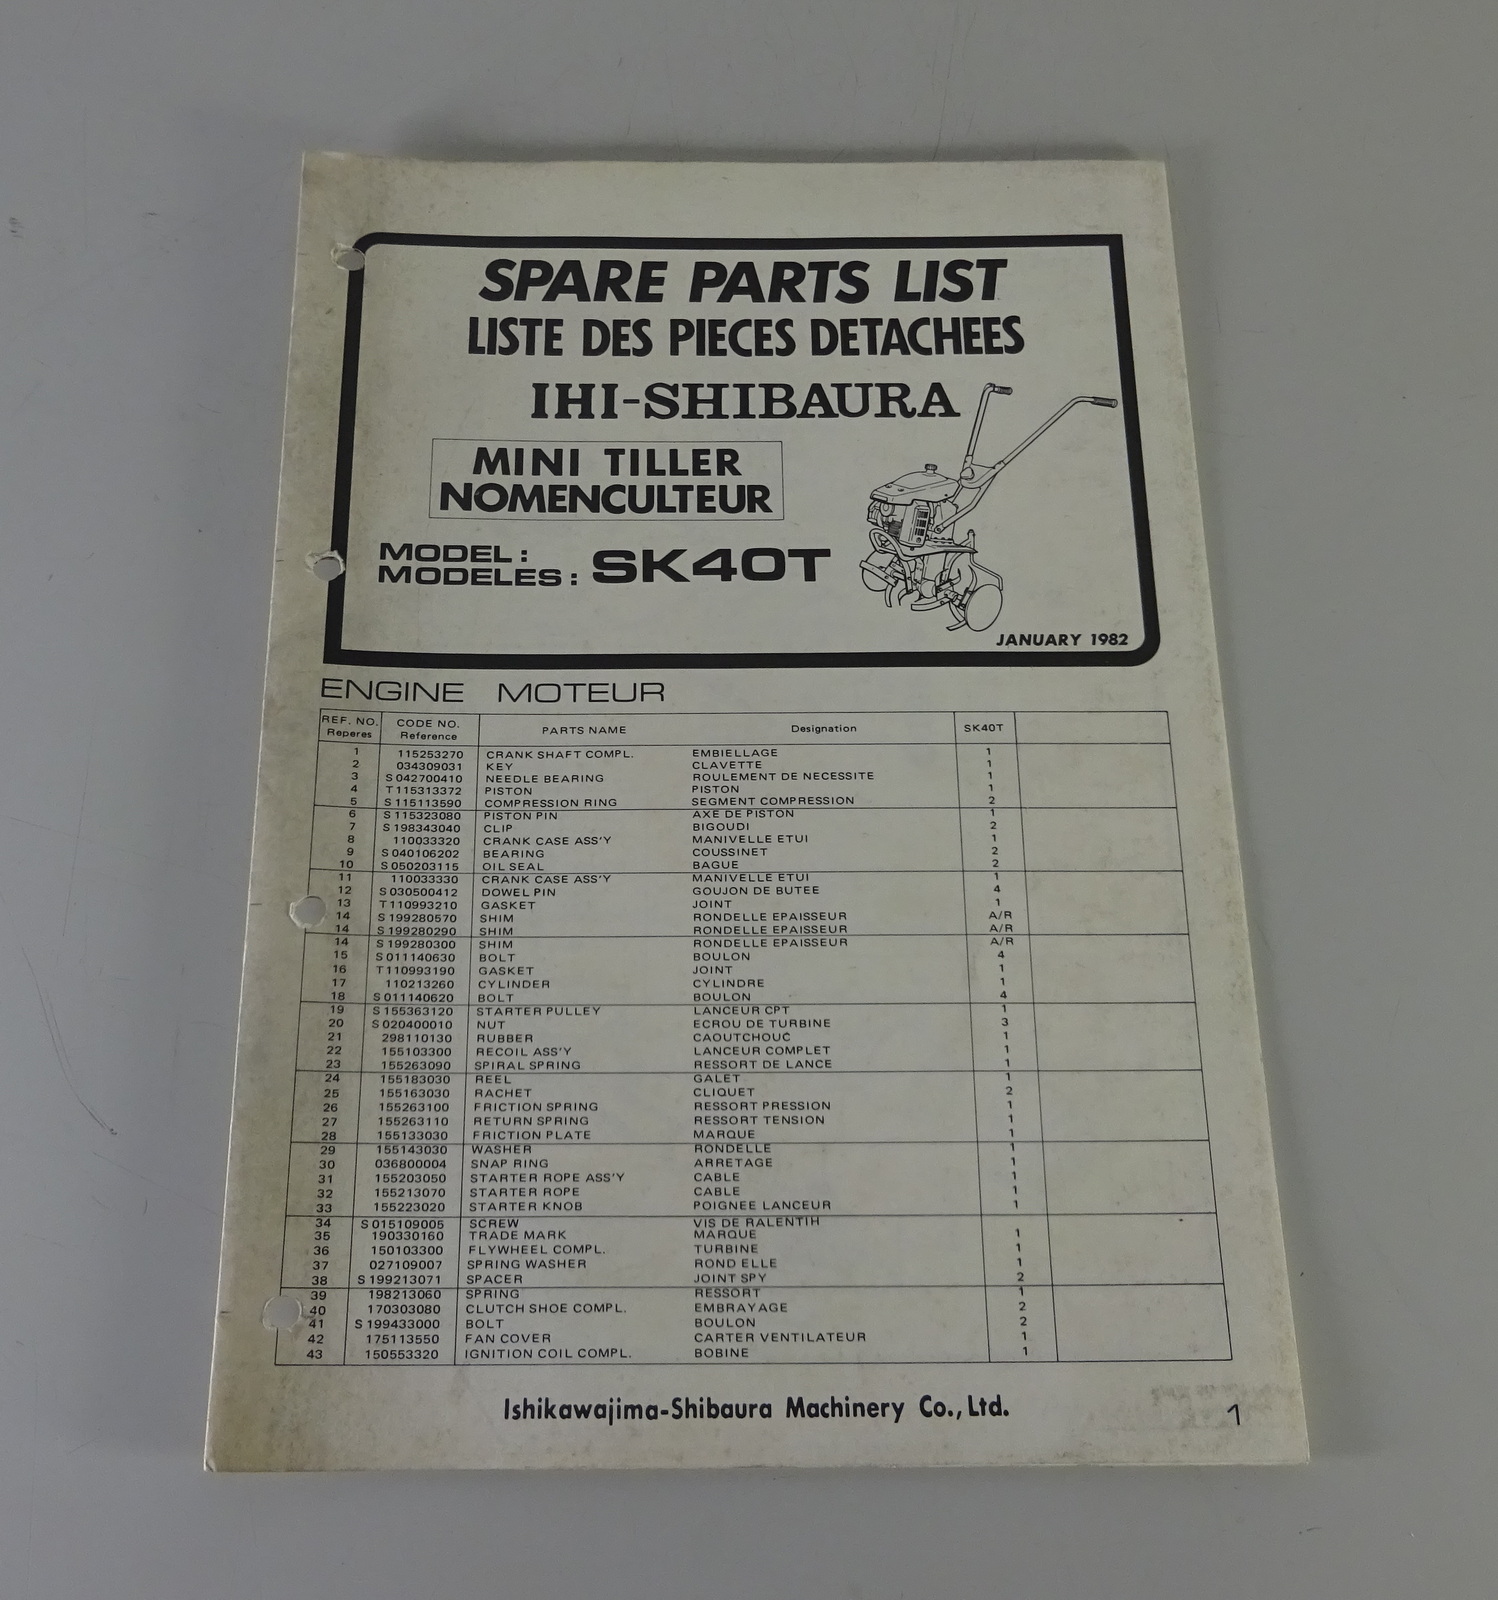 SPARE PARTS LIST
LISTE DES PIECES DETACHEES
IHI-SHIBAURA
MINI TILLER
NOMENCULTEUR
MODEL :
MODELES : SK40T
JANUARY 1982
ENGINE MOTEUR
REF. NO. Reperes CODE NO. Reference PARTS NAME Designation SK40T
1 115253270 CRANK SHAFT COMPL. EMBIELLAGE 1
2 034309031 KEY CLAVETTE 1
3 S 042700410 NEEDLE BEARING ROULEMENT DE NECESSITE 1
4 T 115313372 PISTON PISTON 1
5 S 115113590 COMPRESSION RING SEGMENT COMPRESSION 2
6 S 115323080 PISTON PIN AXE DE PISTON 1
7 S 198343040 CLIP BIGOUDI 2
8 110033320 CRANK CASE ASS'Y MANIVELLE ETUI 1
9 S 040106202 BEARING COUSSINET 2
10 S 050203115 OIL SEAL BAGUE 2
11 110033330 CRANK CASE ASS'Y MANIVELLE ETUI 1
12 S 030500412 DOWEL PIN GOUJON DE BUTEE 4
13 T 110993210 GASKET JOINT 1
14 S 199280570 SHIM RONDELLE EPAISSEUR A/R
14 S 199280290 SHIM RONDELLE EPAISSEUR A/R
14 S 199280300 SHIM RONDELLE EPAISSEUR A/R
15 S 011140630 BOLT BOULON 4
16 T 110993190 GASKET JOINT 1
17 110213260 CYLINDER CYLINDRE 1
18 S 011140620 BOLT BOULON 4
19 S 155363120 STARTER PULLEY LANCEUR CPT 1
20 S 020400010 NUT ECROU DE TURBINE 3
21 298110130 RUBBER CAOUTCHOUC 1
22 155103300 RECOIL ASS'Y LANCEUR COMPLET 1
23 155263090 SPIRAL SPRING RESSORT DE LANCE 1
24 155183030 REEL GALET 1
25 155163030 RACHET CLIQUET 2
26 155263100 FRICTION SPRING RESSORT PRESSION 1
27 155263110 RETURN SPRING RESSORT TENSION 1
28 155133030 FRICTION PLATE MARQUE 1
29 155143030 WASHER RONDELLE 1
30 036800004 SNAP RING ARRETAGE 1
31 155203050 STARTER ROPE ASS'Y CABLE 1
32 155213070 STARTER ROPE CABLE 1
33 155223020 STARTER KNOB POIGNEE LANCEUR 1
34 S 015109005 SCREW VIS DE RALENTIH
35 190330160 TRADE MARK MARQUE 1
36 150103300 FLYWHEEL COMPL. TURBINE 1
37 027109007 SPRING WASHER ROND ELLE 1
38 S 199213071 SPACER JOINT SPY 2
39 198213060 SPRING RESSORT 1
40 170303080 CLUTCH SHOE COMPL. EMBRAYAGE 2
41 S 199433000 BOLT BOULON 2
42 175113550 FAN COVER CARTER VENTILATEUR 1
43 150553320 IGNITION COIL COMPL. BOBINE 1
Ishikawajima-Shibaura Machinery Co., Ltd.
1